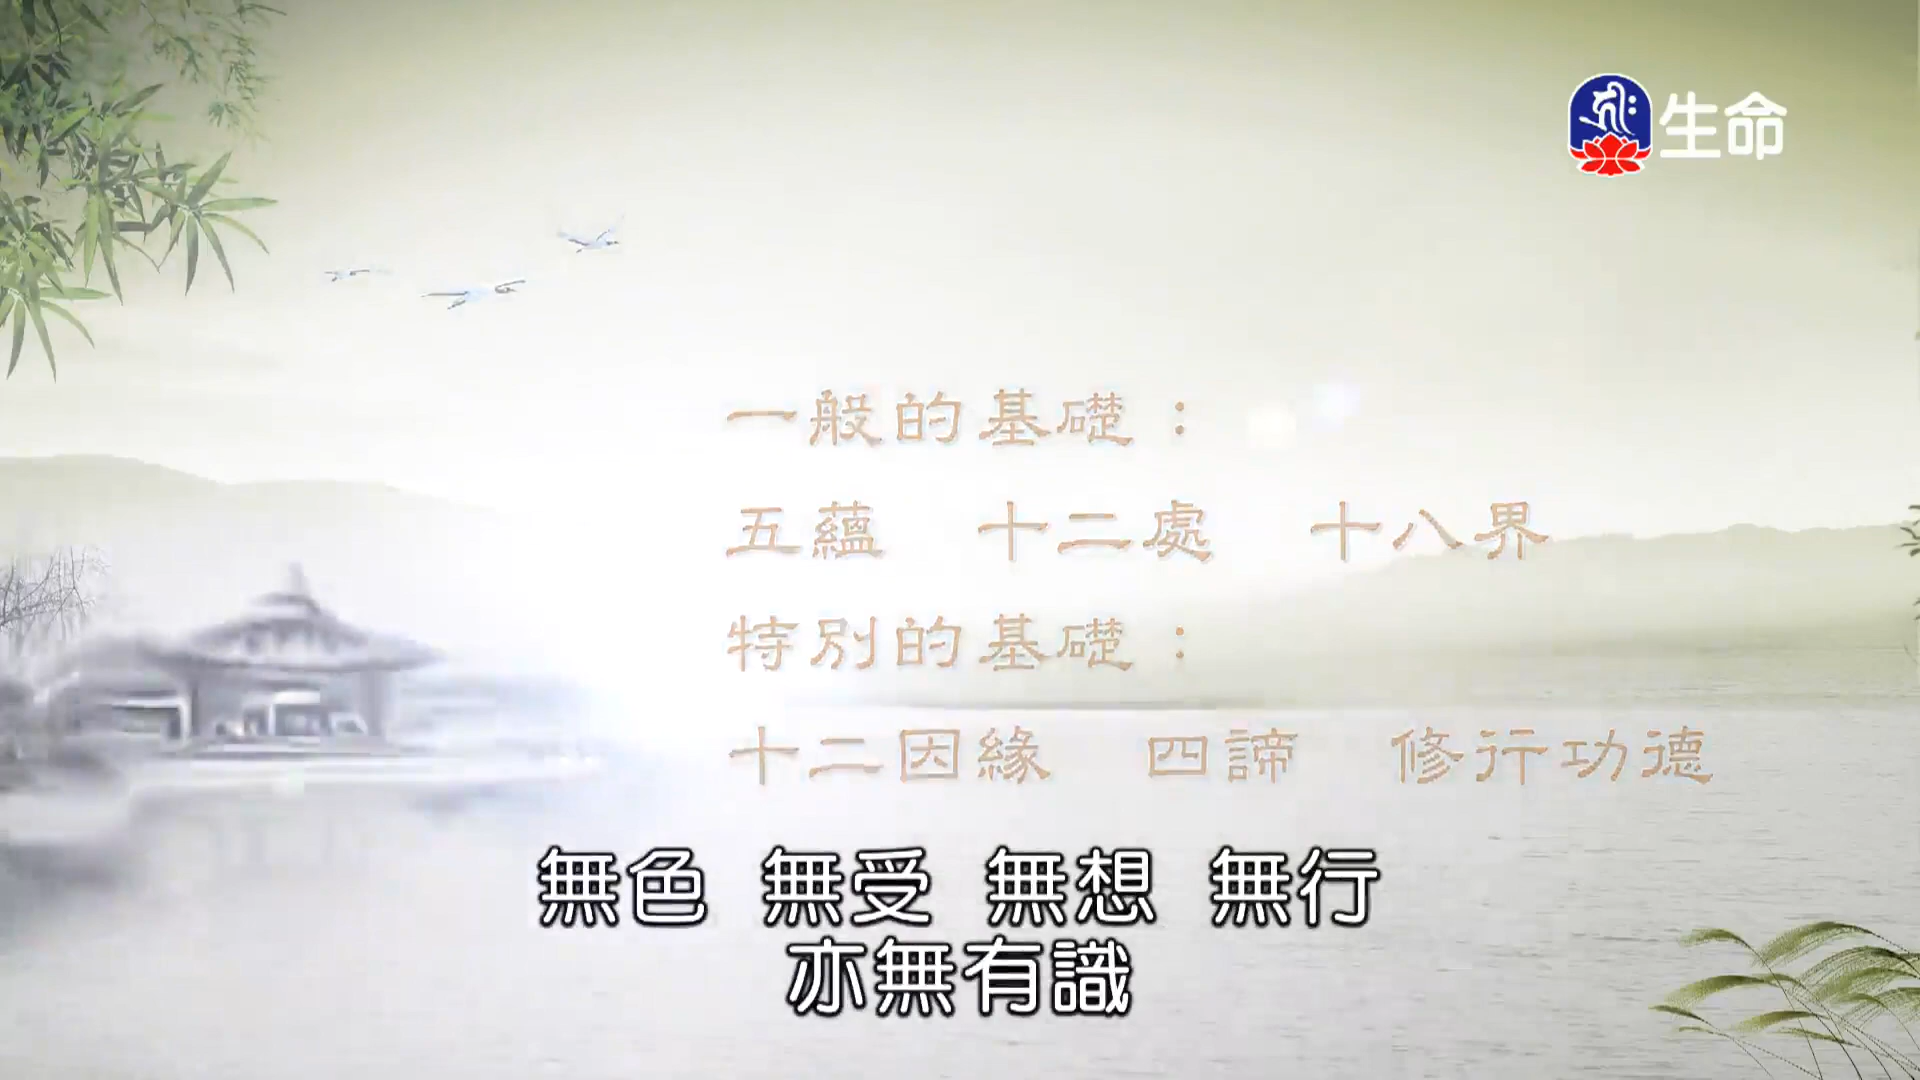 生命
一般的基礎：
五蘊 十二處 十八界
特別的基礎：
十二因緣 四諦 修行功德
無色 無受 無想 無行
亦無有識